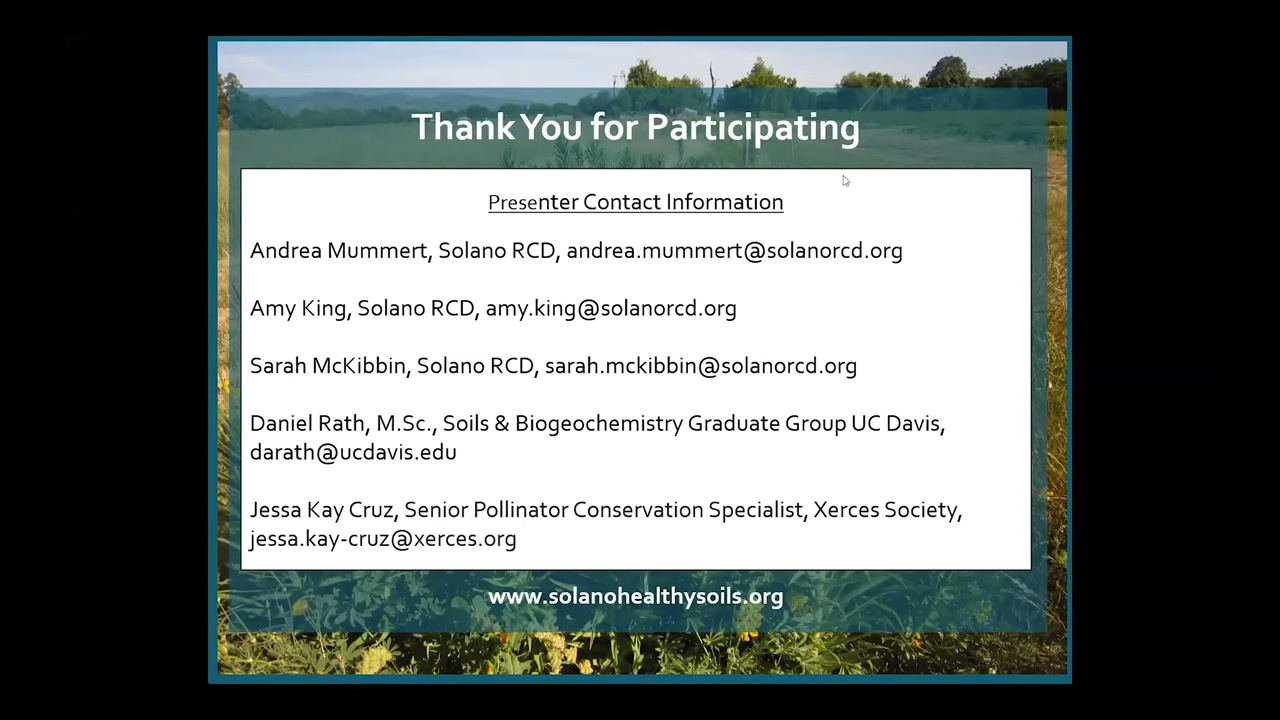 Thank You for Participating
Presenter Contact Information
Andrea Mummert, Solano RCD, andrea.mummert@solanorcd.org
Amy King, Solano RCD, amy.king@solanorcd.org
Sarah McKibbin, Solano RCD, sarah.mckibbin@solanorcd.org
Daniel Rath, M.Sc., Soils & Biogeochemistry Graduate Group UC Davis,
darath@ucdavis.edu
Jessa Kay Cruz, Senior Pollinator Conservation Specialist, Xerces Society,
jessa.kay-cruz@xerces.org
www.solanohealthysoils.org